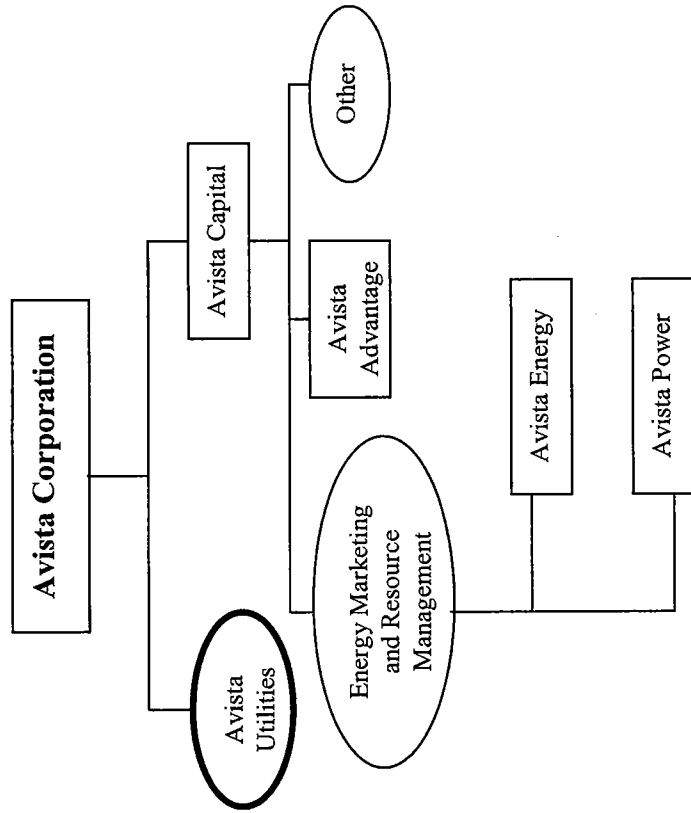 Avista Corporation
Avista
Utilities
Avista Capital
Energy Marketing
and Resource
Management
Avista
Advantage
Other
Avista Energy
Avista Power